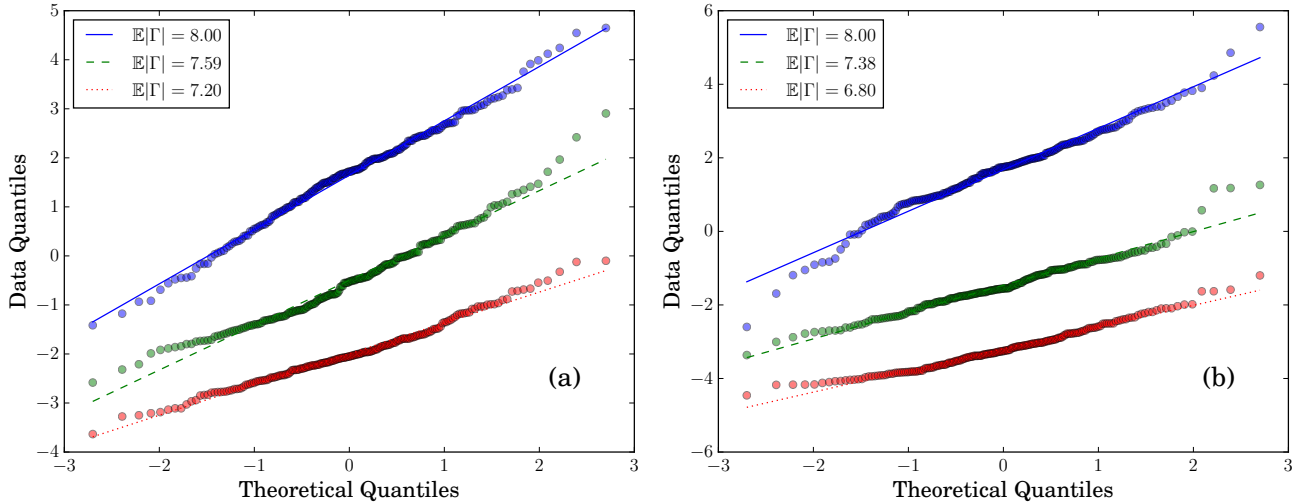 5
4
3
2
1
0
−1
−2
−3
−4
−3
−2
−1
0
1
2
3
Data Quantiles
Theoretical Quantiles
𝔼|Γ| = 8.00
𝔼|Γ| = 7.59
𝔼|Γ| = 7.20
(a)
6
4
2
0
−2
−4
−6
−3
−2
−1
0
1
2
3
Data Quantiles
Theoretical Quantiles
𝔼|Γ| = 8.00
𝔼|Γ| = 7.38
𝔼|Γ| = 6.80
(b)